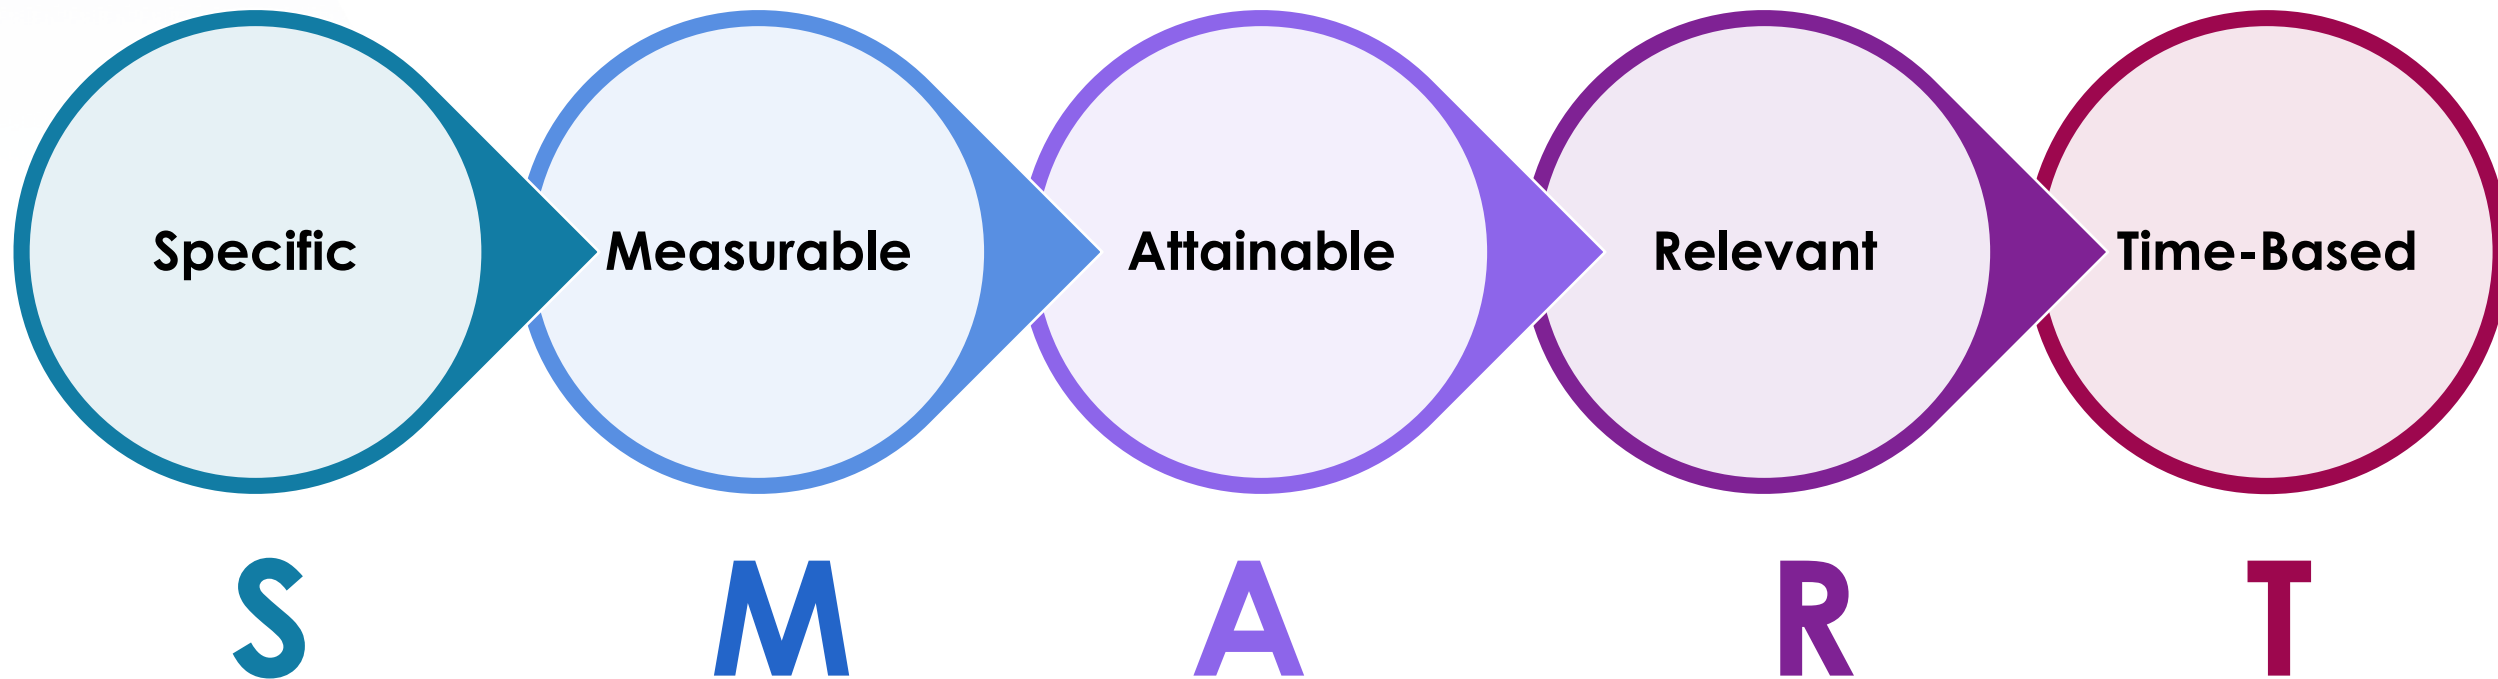 Specific Measurable Attainable Relevant Time-Based
S M A R T